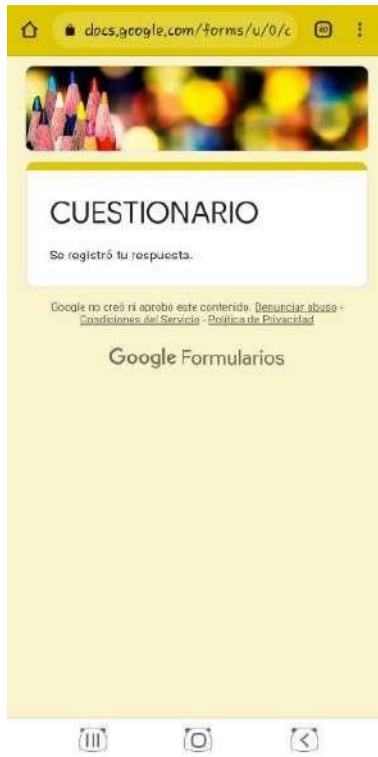 docs.google.com/forms/u/0/c
CUESTIONARIO
Se registró tu respuesta.
Google no creó ni aprobó este contenido. Denunciar abuso -
Condiciones del Servicio - Política de Privacidad
Google Formularios